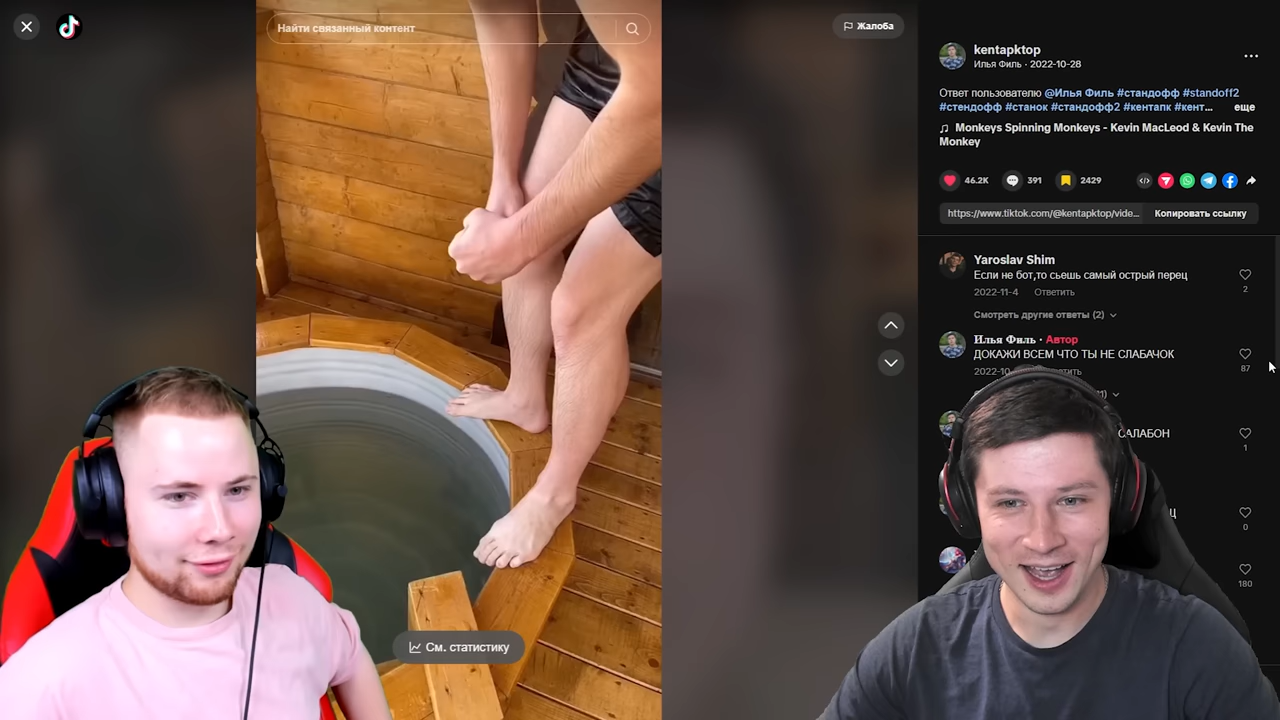 Найти связанный контент
Жалоба
kentapktop
Илья Филь · 2022-10-28
Ответ пользователю @Илья Филь #стандофф #standoff2
#стендофф #станок #стандофф2 #кентапк #кент... еще
Monkeys Spinning Monkeys - Kevin MacLeod & Kevin The
Monkey
46.2K 391 2429
https://www.tiktok.com/@kentapktop/vide... Копировать ссылку
Yaroslav Shim
Если не бот,то сьешь самый острый перец
2
2022-11-4 Ответить
Смотреть другие ответы (2)
Илья Филь · Автор
ДОКАЖИ ВСЕМ ЧТО ТЫ НЕ СЛАБАЧОК
87
САЛАБОН
1
0
180
См. статистику